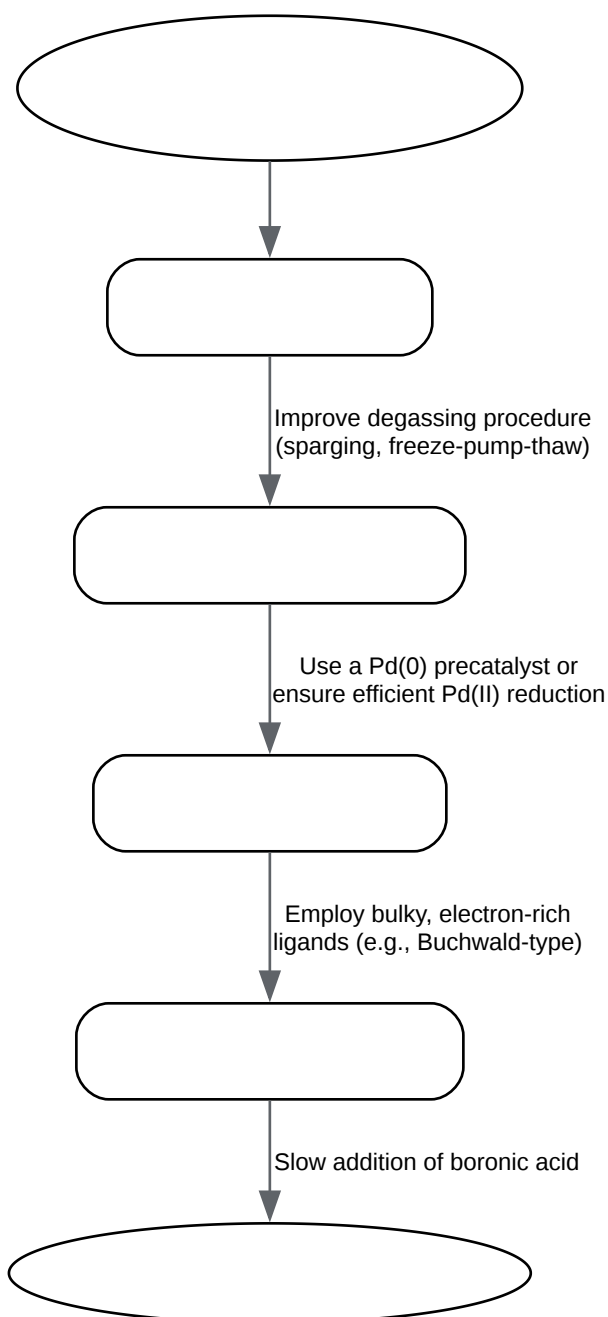 Improve degassing procedure
(sparging, freeze-pump-thaw)
Use a Pd(0) precatalyst or
ensure efficient Pd(II) reduction
Employ bulky, electron-rich
ligands (e.g., Buchwald-type)
Slow addition of boronic acid